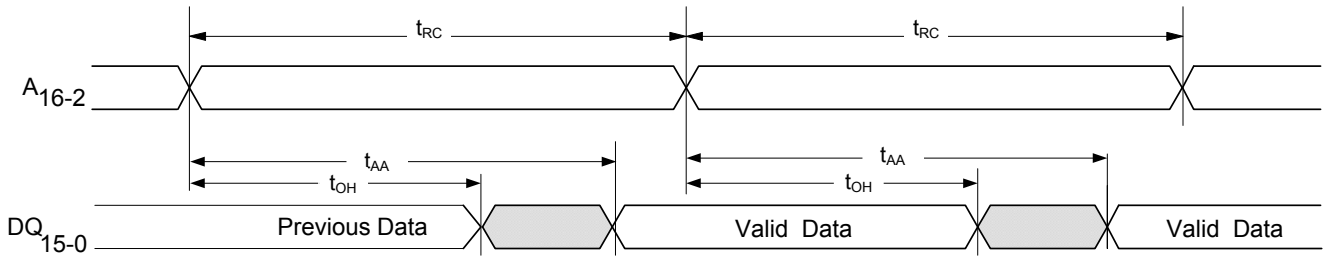 tRC tRC
A16-2
tAA tAA
tOH tOH
DQ15-0 Previous Data Valid Data Valid Data